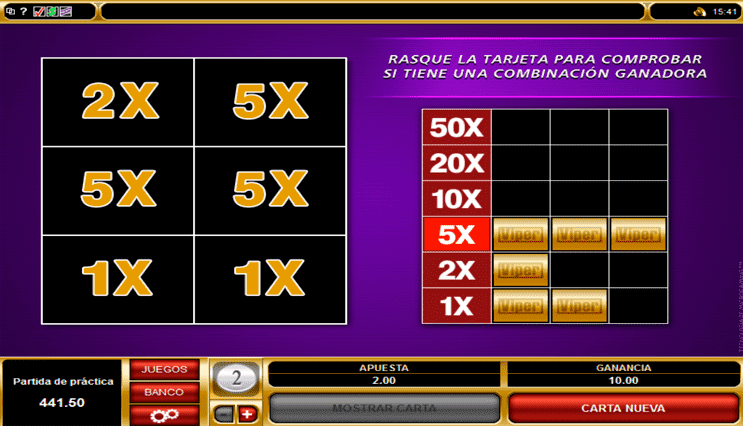 ?
15:41
RASQUE LA TARJETA PARA COMPROBAR
SI TIENE UNA COMBINACIÓN GANADORA
2X 5X
5X 5X
1X 1X
50X
20X
10X
5X Viper Viper Viper
2X Viper
1X Viper Viper
Partida de práctica
441.50
JUEGOS
BANCO
2
- +
APUESTA
2.00
GANANCIA
10.00
MOSTRAR CARTA
CARTA NUEVA